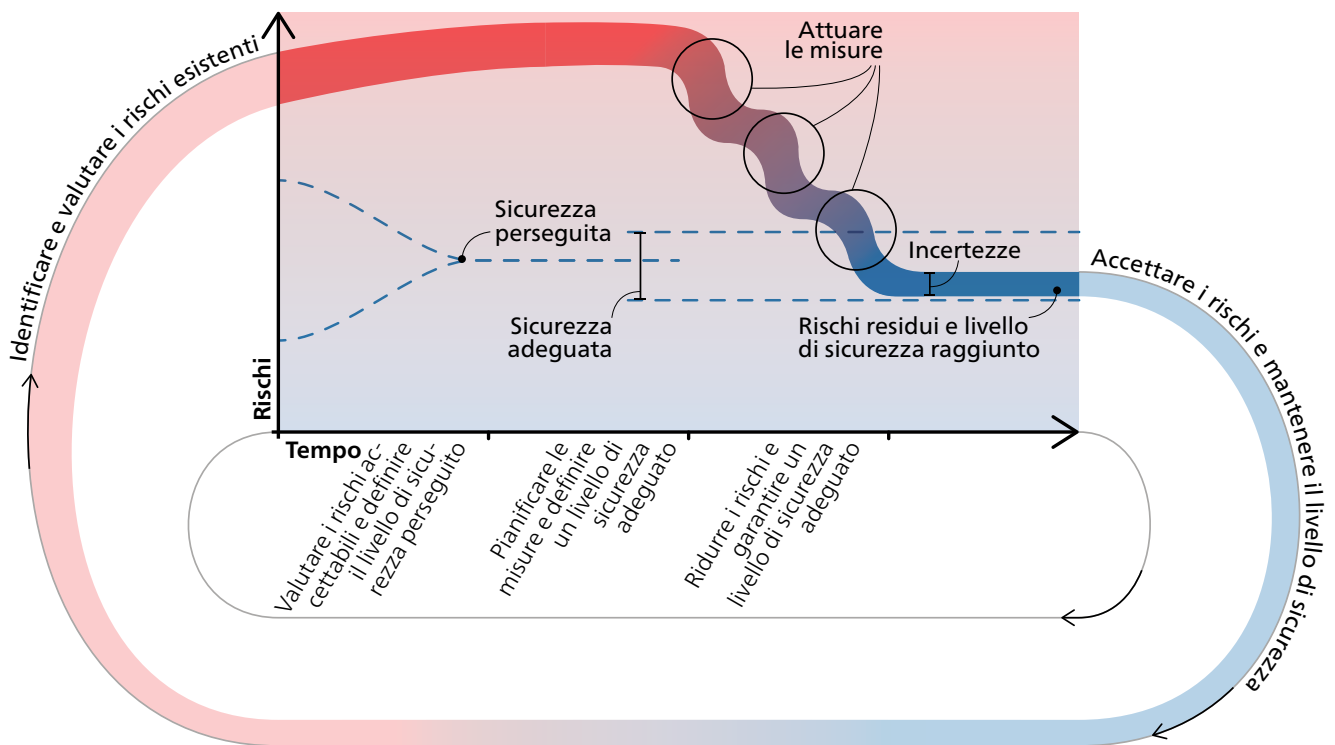 Identificare e valutare i rischi esistenti
Attuare
le misure
Sicurezza
perseguita
Incertezze
Accettare i rischi e mantenere il livello di sicurezza
Sicurezza
adeguata
Rischi residui e livello
di sicurezza raggiunto
Rischi
Tempo
Valutare i rischi ac-
cettabili e definire
il livello di sicu-
rezza perseguito
Pianificare le
misure e definire
un livello di
sicurezza
adeguato
Ridurre i rischi e
garantire un
livello di sicurezza
adeguato